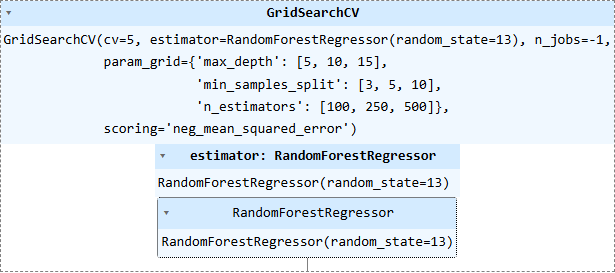 GridSearchCV
GridSearchCV(cv=5, estimator=RandomForestRegressor(random_state=13), n_jobs=-1,
param_grid={'max_depth': [5, 10, 15],
'min_samples_split': [3, 5, 10],
'n_estimators': [100, 250, 500]},
scoring='neg_mean_squared_error')
estimator: RandomForestRegressor
RandomForestRegressor(random_state=13)
RandomForestRegressor
RandomForestRegressor(random_state=13)